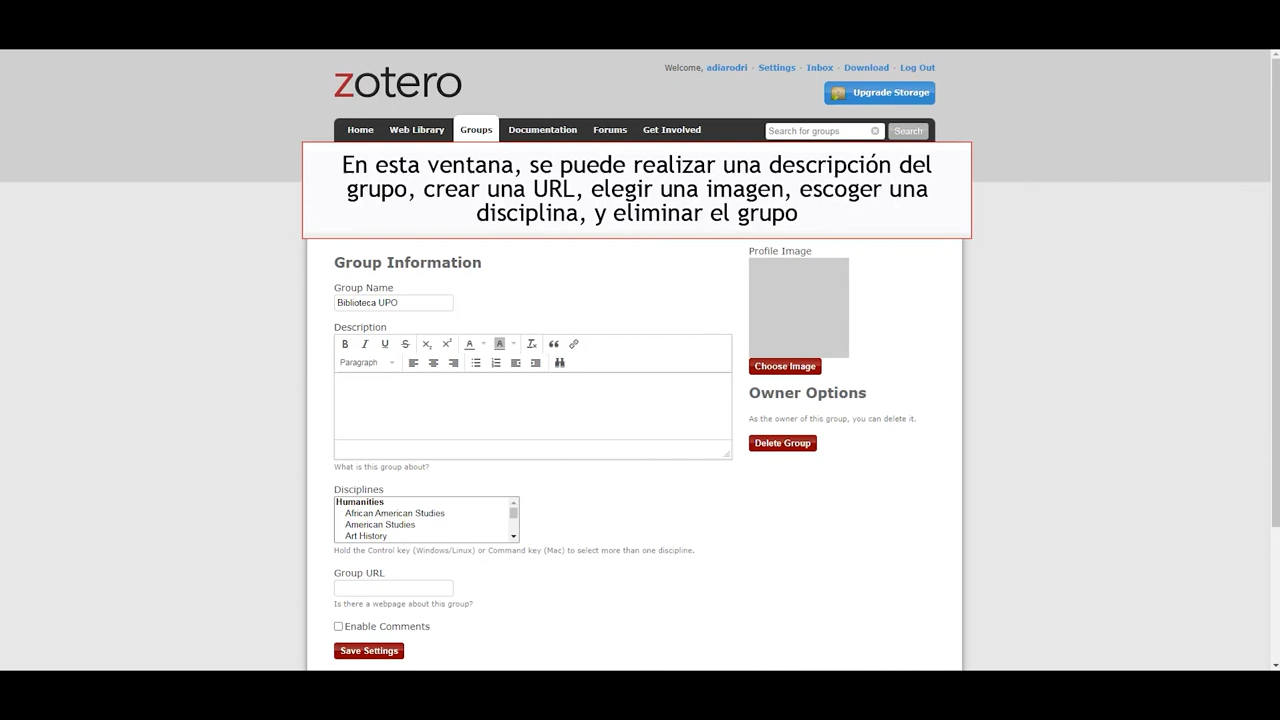 zotero
Welcome, adiarodri · Settings · Inbox · Download · Log Out
Upgrade Storage
Home Web Library Groups Documentation Forums Get Involved Search for groups Search
En esta ventana, se puede realizar una descripción del
grupo, crear una URL, elegir una imagen, escoger una
disciplina, y eliminar el grupo
Group Information
Group Name
Biblioteca UPO
Description
B I U S X₂ X² A A Tx
Paragraph
What is this group about?
Disciplines
Humanities
African American Studies
American Studies
Art History
Hold the Control key (Windows/Linux) or Command key (Mac) to select more than one discipline.
Group URL
Is there a webpage about this group?
Enable Comments
Save Settings
Profile Image
Choose Image
Owner Options
As the owner of this group, you can delete it.
Delete Group